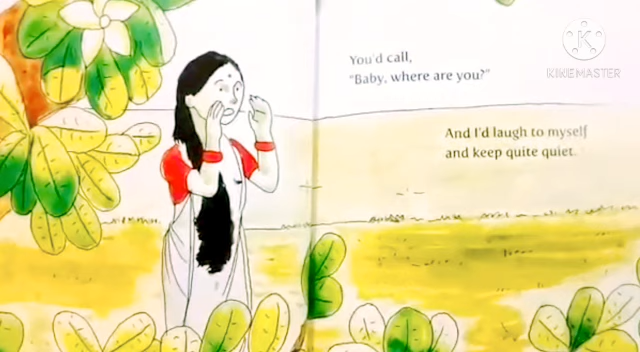 You'd call,
"Baby, where are you?"
KINEMASTER
And I'd laugh to myself
and keep quite quiet.